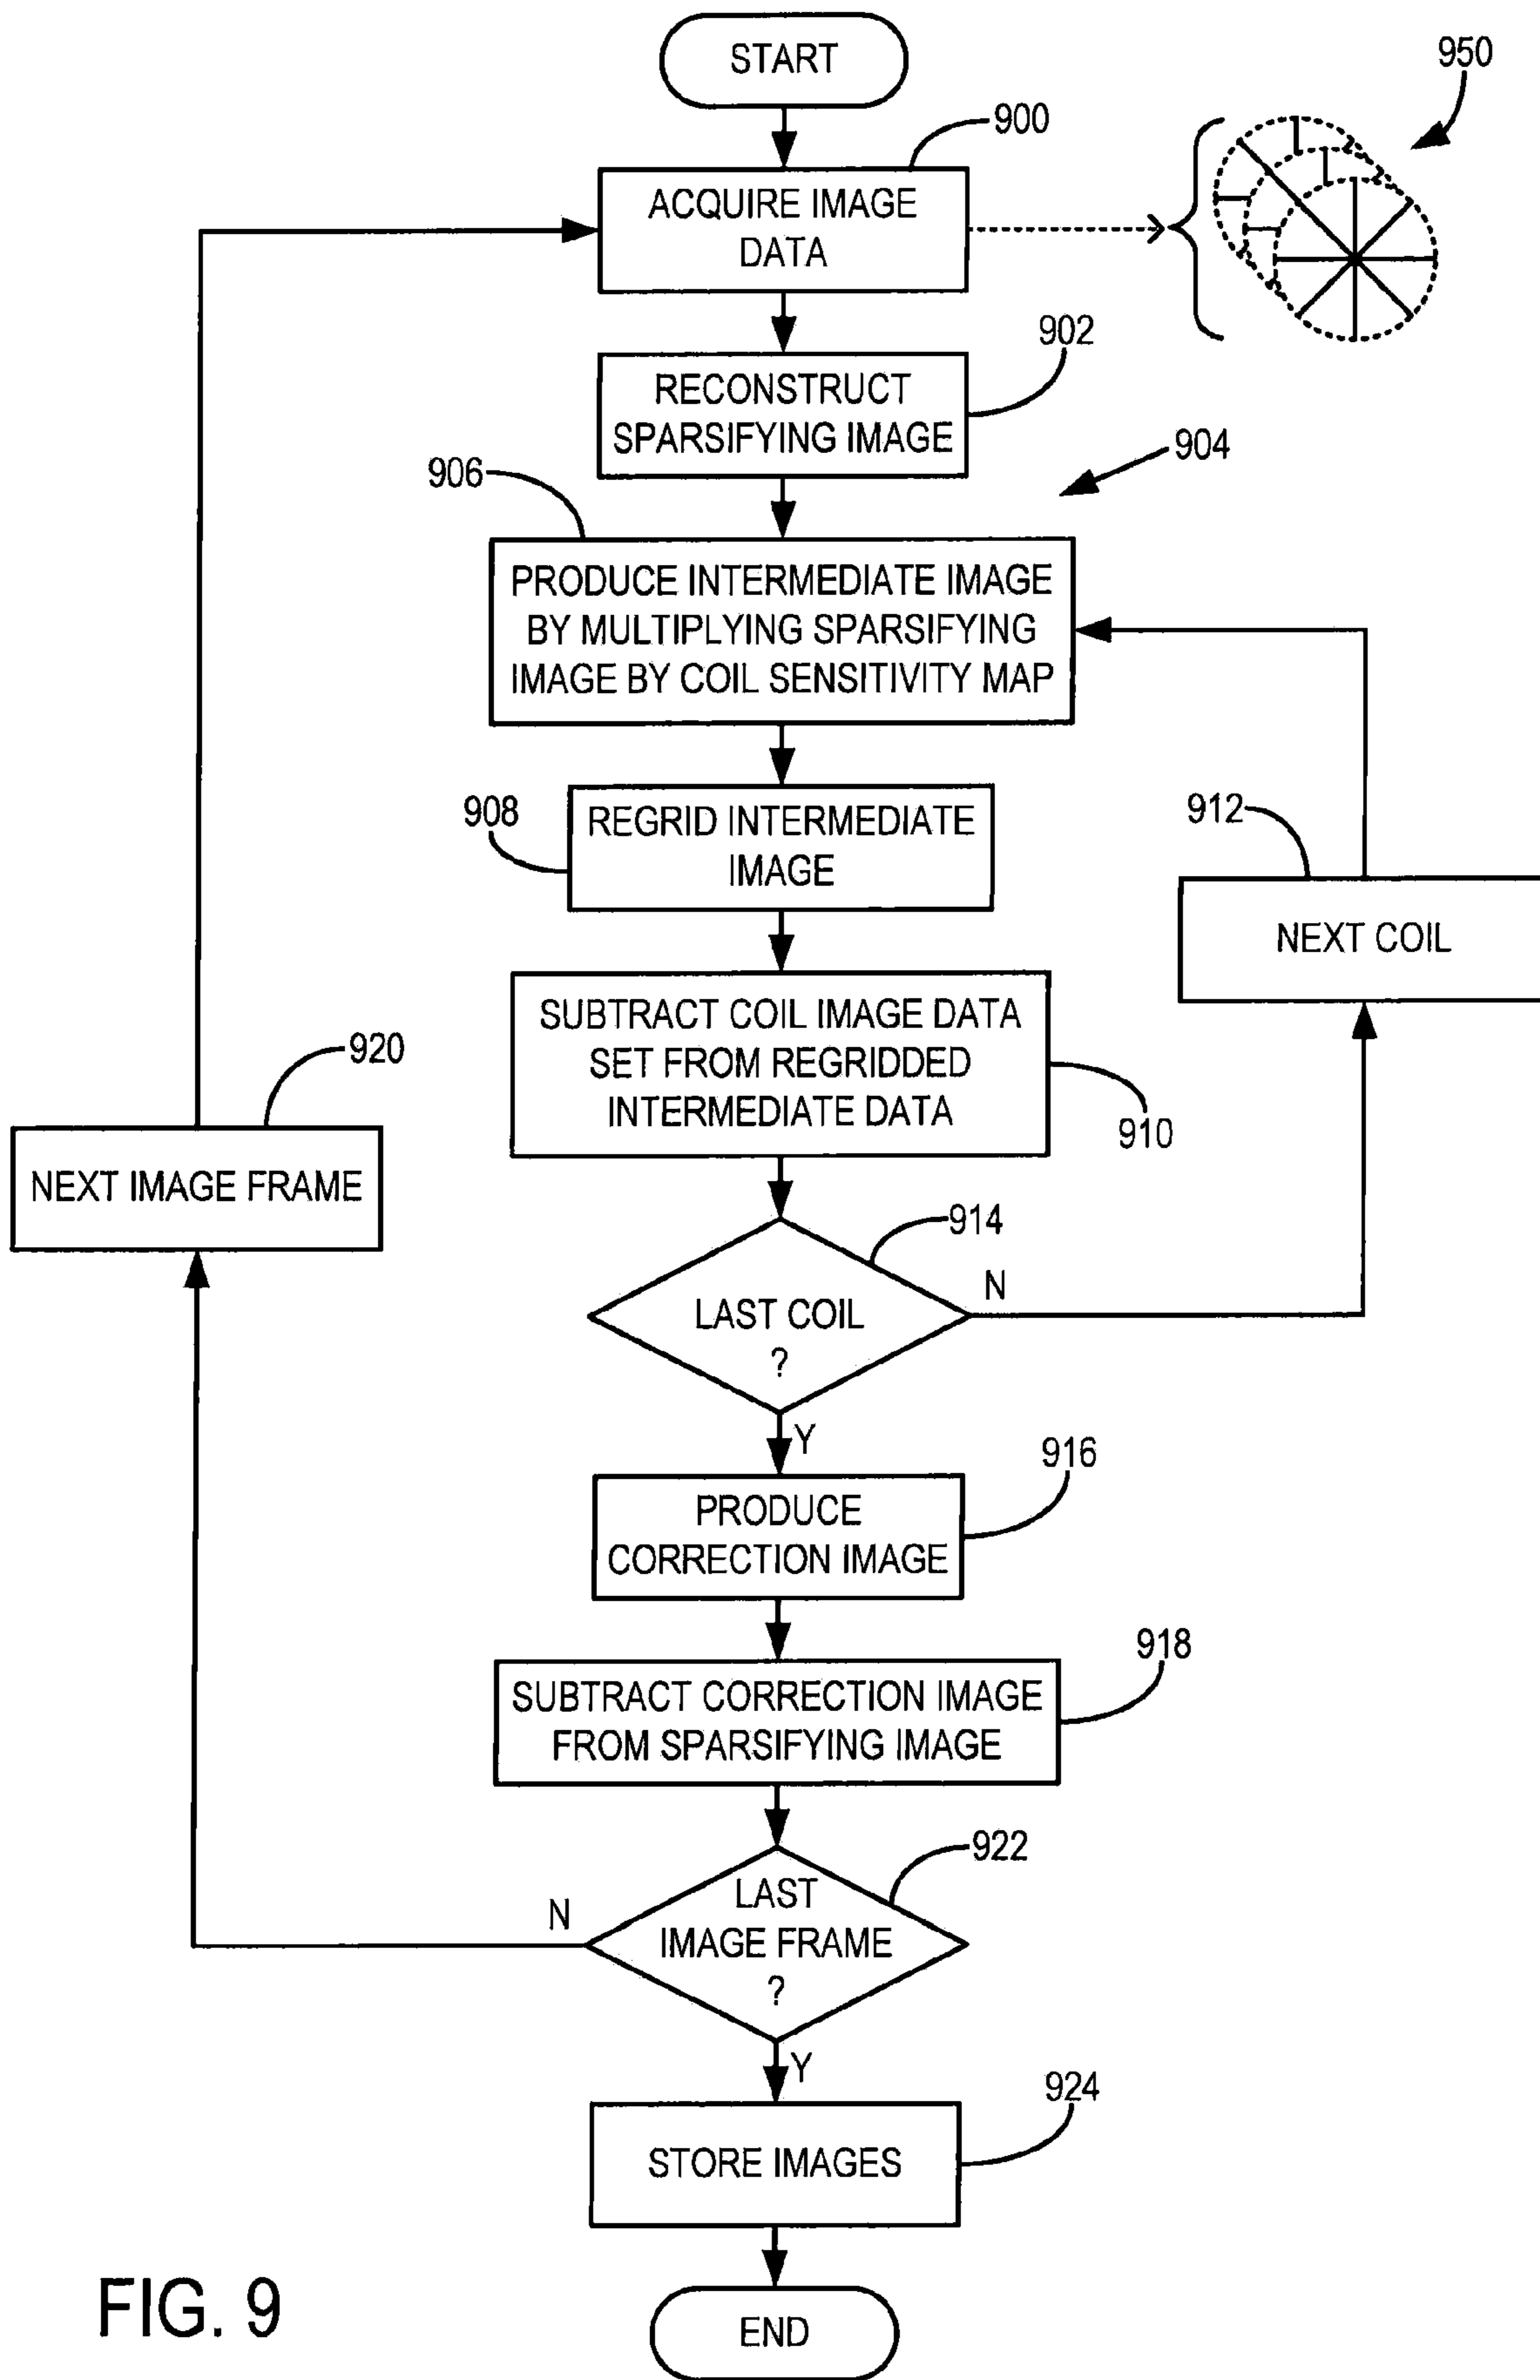 START
900
950
ACQUIRE IMAGE
DATA
902
RECONSTRUCT
SPARSIFYING IMAGE
904
906
PRODUCE INTERMEDIATE IMAGE
BY MULTIPLYING SPARSIFYING
IMAGE BY COIL SENSITIVITY MAP
908
REGRID INTERMEDIATE
IMAGE
912
NEXT COIL
SUBTRACT COIL IMAGE DATA
SET FROM REGRIDDED
INTERMEDIATE DATA
910
920
NEXT IMAGE FRAME
914
LAST COIL
?
N
Y
916
PRODUCE
CORRECTION IMAGE
918
SUBTRACT CORRECTION IMAGE
FROM SPARSIFYING IMAGE
922
LAST
IMAGE FRAME
?
N
Y
924
STORE IMAGES
END
FIG. 9